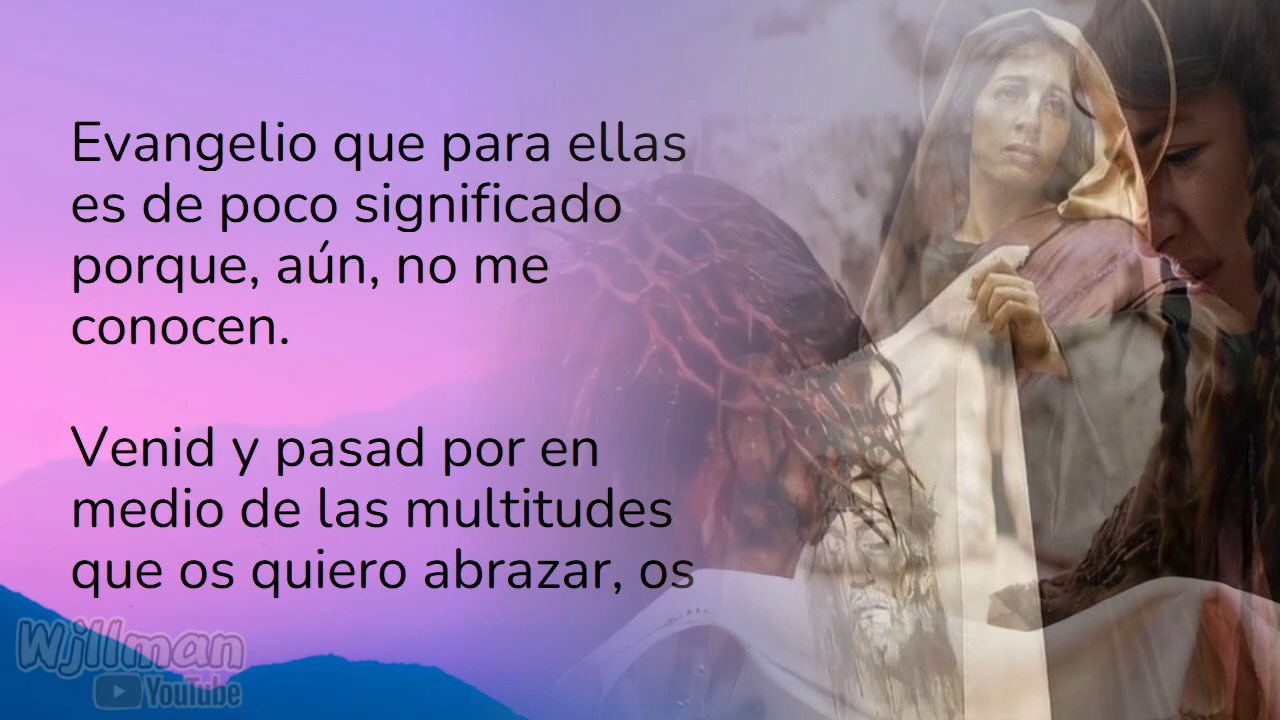 Evangelio que para ellas
es de poco significado
porque, aún, no me
conocen.
Venid y pasad por en
medio de las multitudes
que os quiero abrazar, os
Wjllman
YouTube